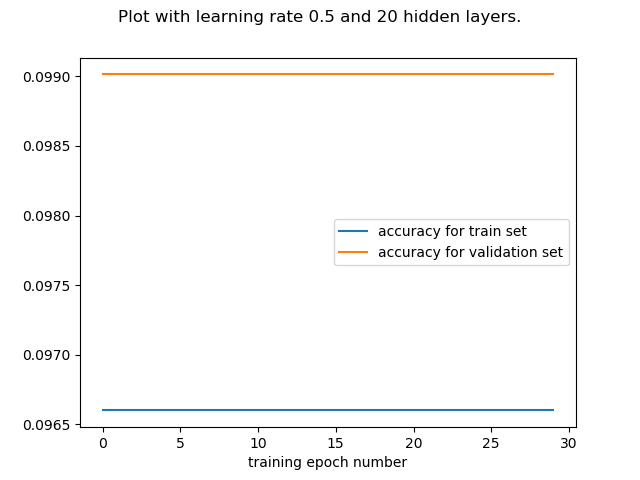 Plot with learning rate 0.5 and 20 hidden layers.
0.0990
0.0985
0.0980
0.0975
0.0970
0.0965
accuracy for train set
accuracy for validation set
0 5 10 15 20 25 30
training epoch number